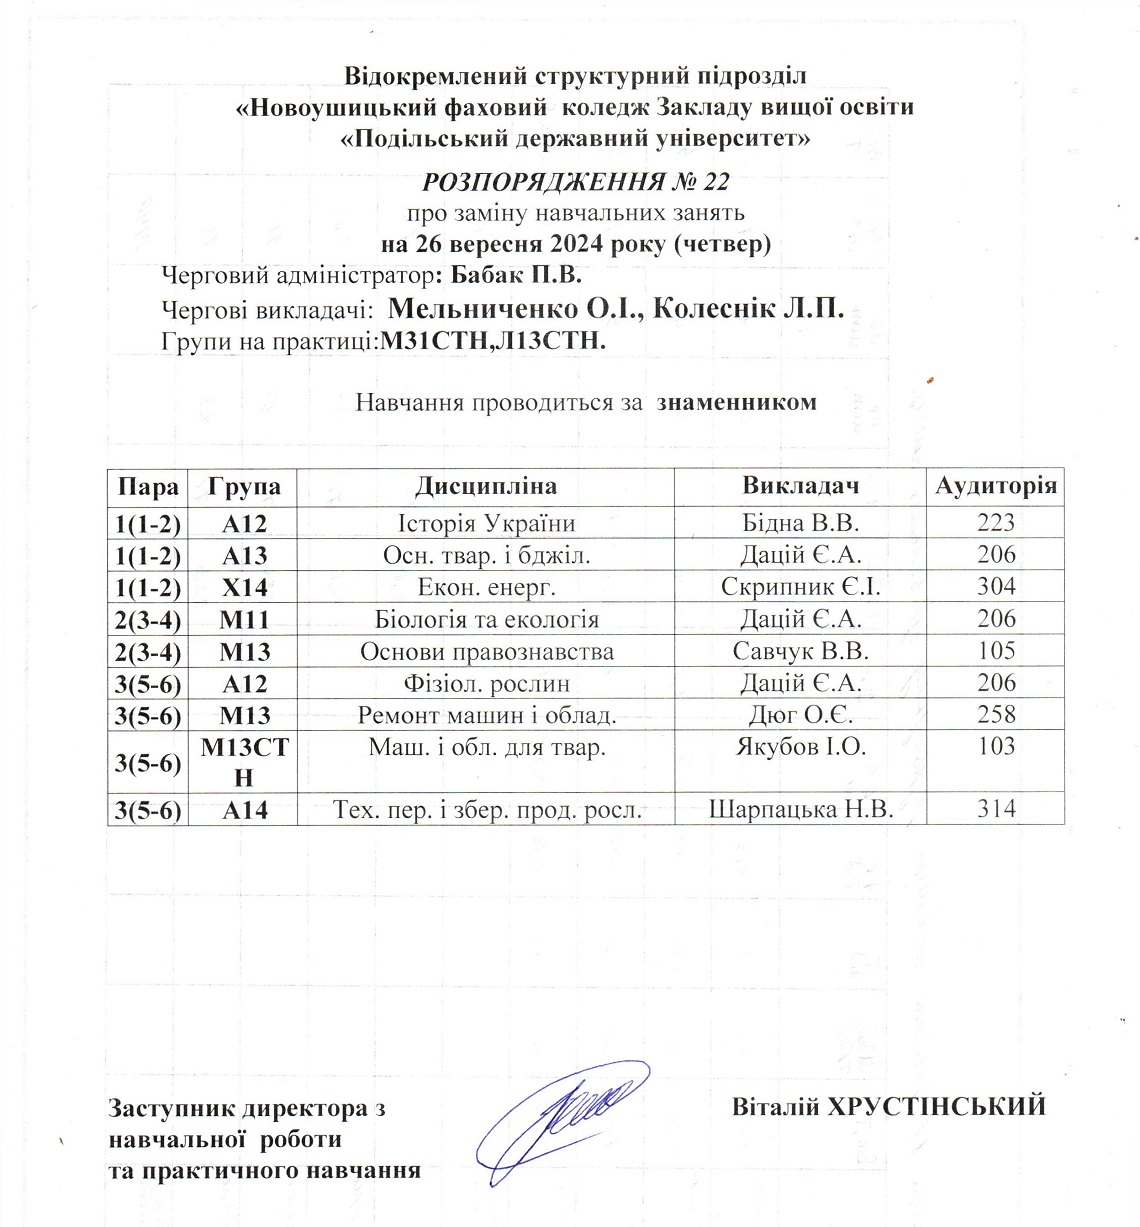 Відокремлений структурний підрозділ
«Новоушицький фаховий коледж Закладу вищої освіти
«Подільський державний університет»
РОЗПОРЯДЖЕННЯ № 22
про заміну навчальних занять
на 26 вересня 2024 року (четвер)
Черговий адміністратор: Бабак П.В.
Чергові викладачі: Мельниченко О.І., Колеснік Л.П.
Групи на практиці:М31СТН,Л13СТН.
Навчання проводиться за знаменником
Пара Група Дисципліна Викладач Аудиторія
1(1-2) А12 Історія України Бідна В.В. 223
1(1-2) А13 Осн. твар. і бджіл. Дацій Є.А. 206
1(1-2) Х14 Екон. енерг. Скрипник Є.І. 304
2(3-4) М11 Біологія та екологія Дацій Є.А. 206
2(3-4) М13 Основи правознавства Савчук В.В. 105
3(5-6) А12 Фізіол. рослин Дацій Є.А. 206
3(5-6) М13 Ремонт машин і облад. Дюг О.Є. 258
3(5-6) М13СТ Маш. і обл. для твар. Якубов І.О. 103
Н
3(5-6) А14 Тех. пер. і збер. прод. росл. Шарпацька Н.В. 314
Заступник директора з Віталій ХРУСТІНСЬКИЙ
навчальної роботи
та практичного навчання